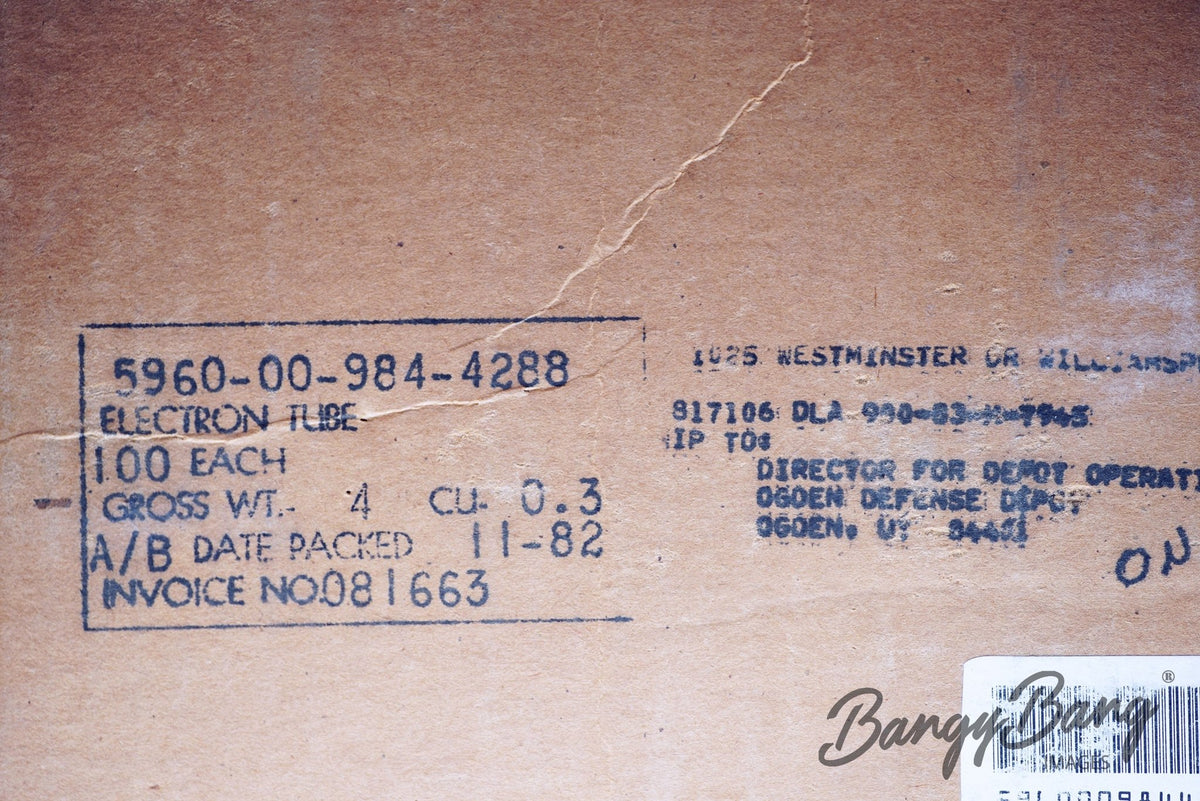 5960-00-984-4288
ELECTRON TUBE
100 EACH
GROSS WT.- 4 CU. 0.3
A/B DATE PACKED 11-82
INVOICE NO.081663
1025 WESTMINSTER DR
817106 DLA
IP TO:
DIRECTOR FOR DEPOT OPERATI
OGDEN DEFENSE DEPOT
OGDEN, UT
ON
BangyBang®
IMAGES